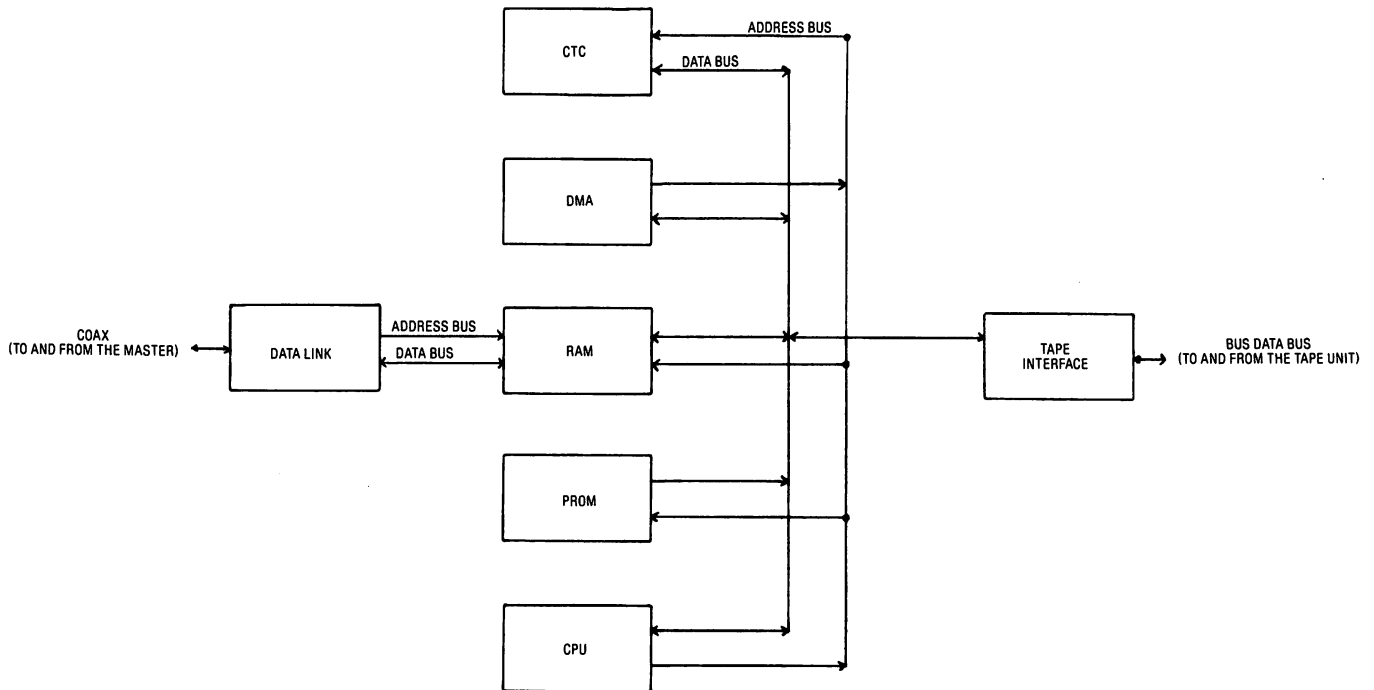 ADDRESS BUS
CTC
DATA BUS
DMA
COAX
(TO AND FROM THE MASTER)
DATA LINK
ADDRESS BUS
DATA BUS
RAM
TAPE
INTERFACE
BUS DATA BUS
(TO AND FROM THE TAPE UNIT)
PROM
CPU